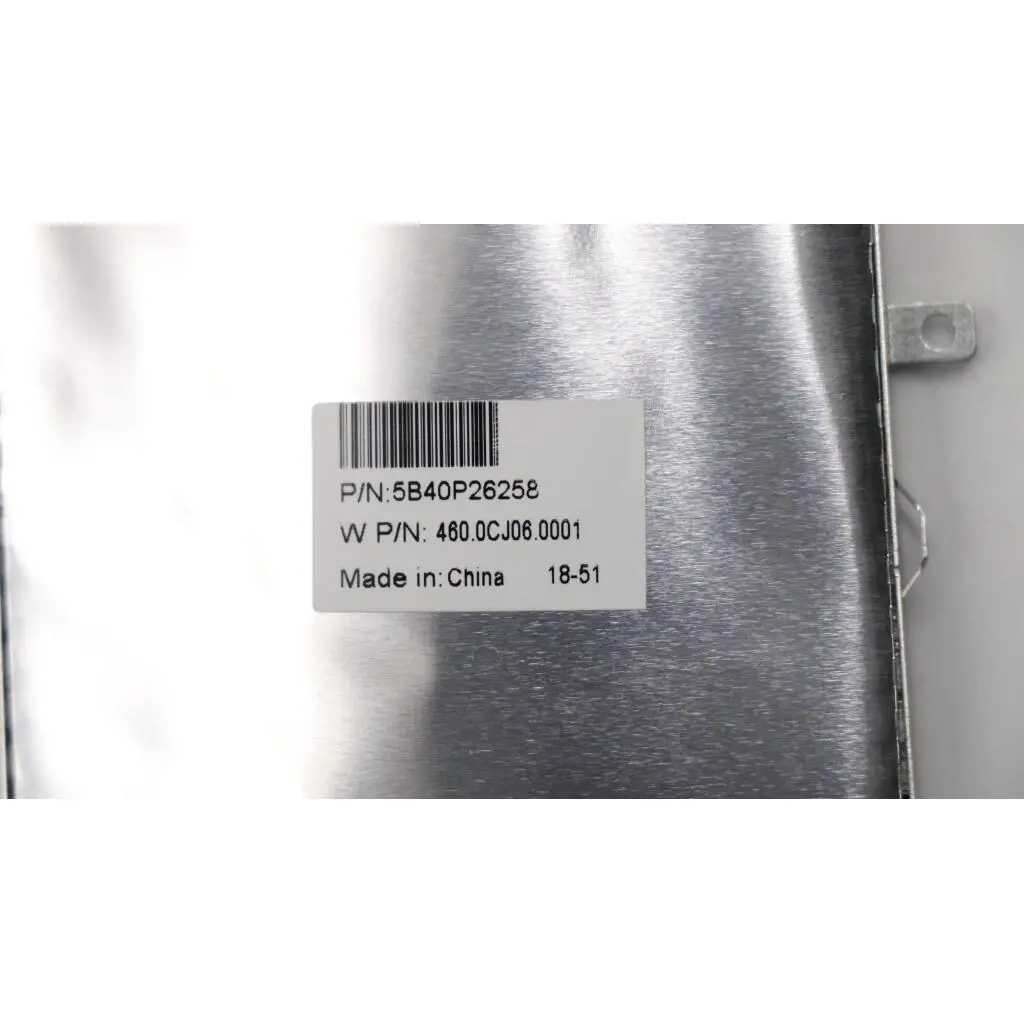 P/N:5B40P26258
W P/N: 460.0CJ06.0001
Made in: China 18-51